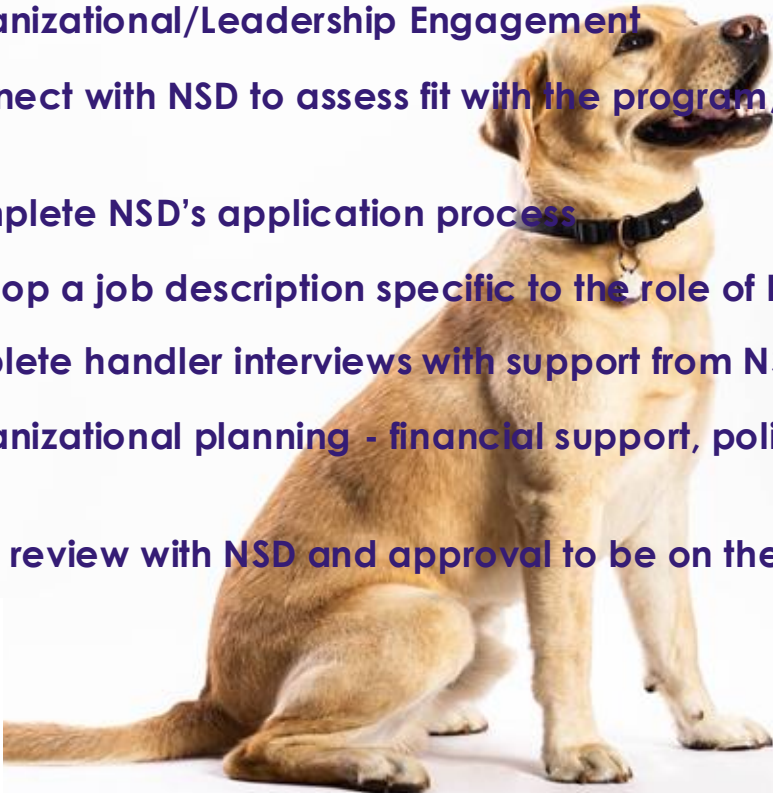 anizational/Leadership Engagement
nect with NSD to assess fit with the program,
nplete NSD's application process
op a job description specific to the role of
plete handler interviews with support from
anizational planning - financial support,
review with NSD and approval to be on the